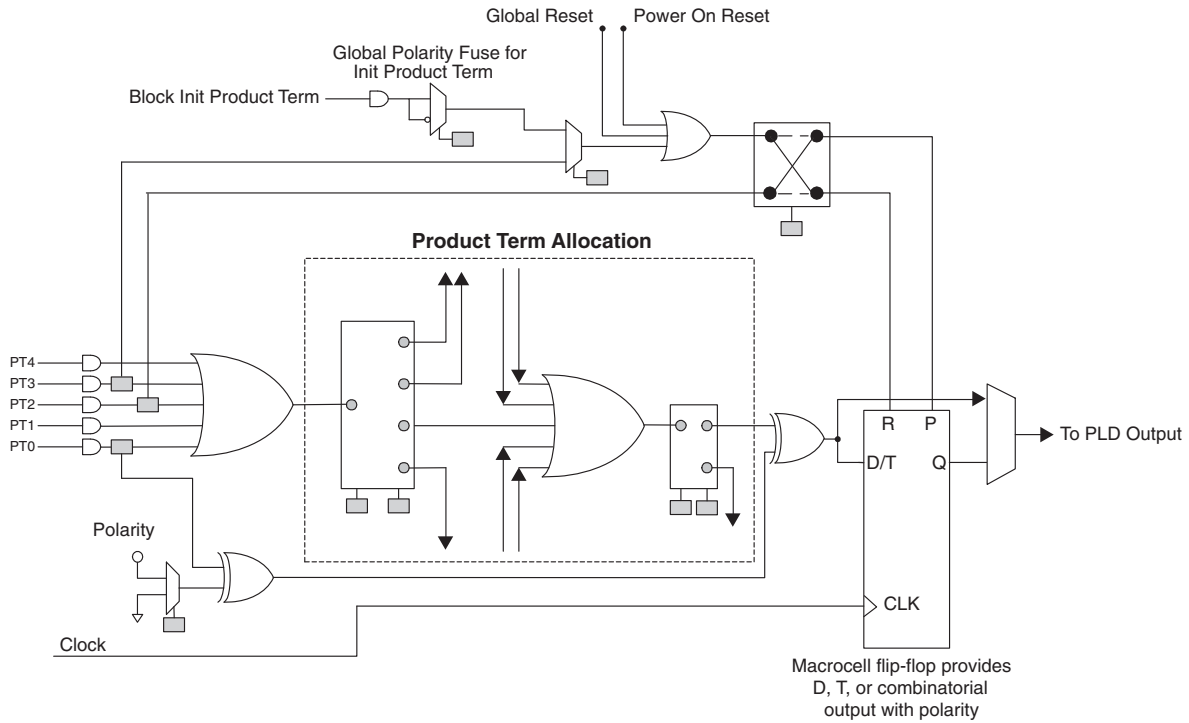 Global Reset
Power On Reset
Global Polarity Fuse for
Init Product Term
Block Init Product Term
Product Term Allocation
PT4
PT3
PT2
PT1
PT0
R
P
D/T
Q
To PLD Output
Polarity
CLK
Clock
Macrocell flip-flop provides
D, T, or combinatorial
output with polarity